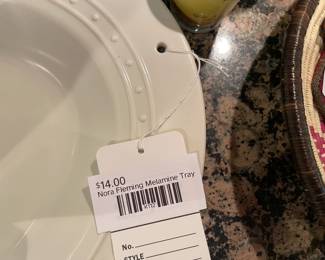 $14.00
Nora Fleming Melamine Tray
No.
STYLE